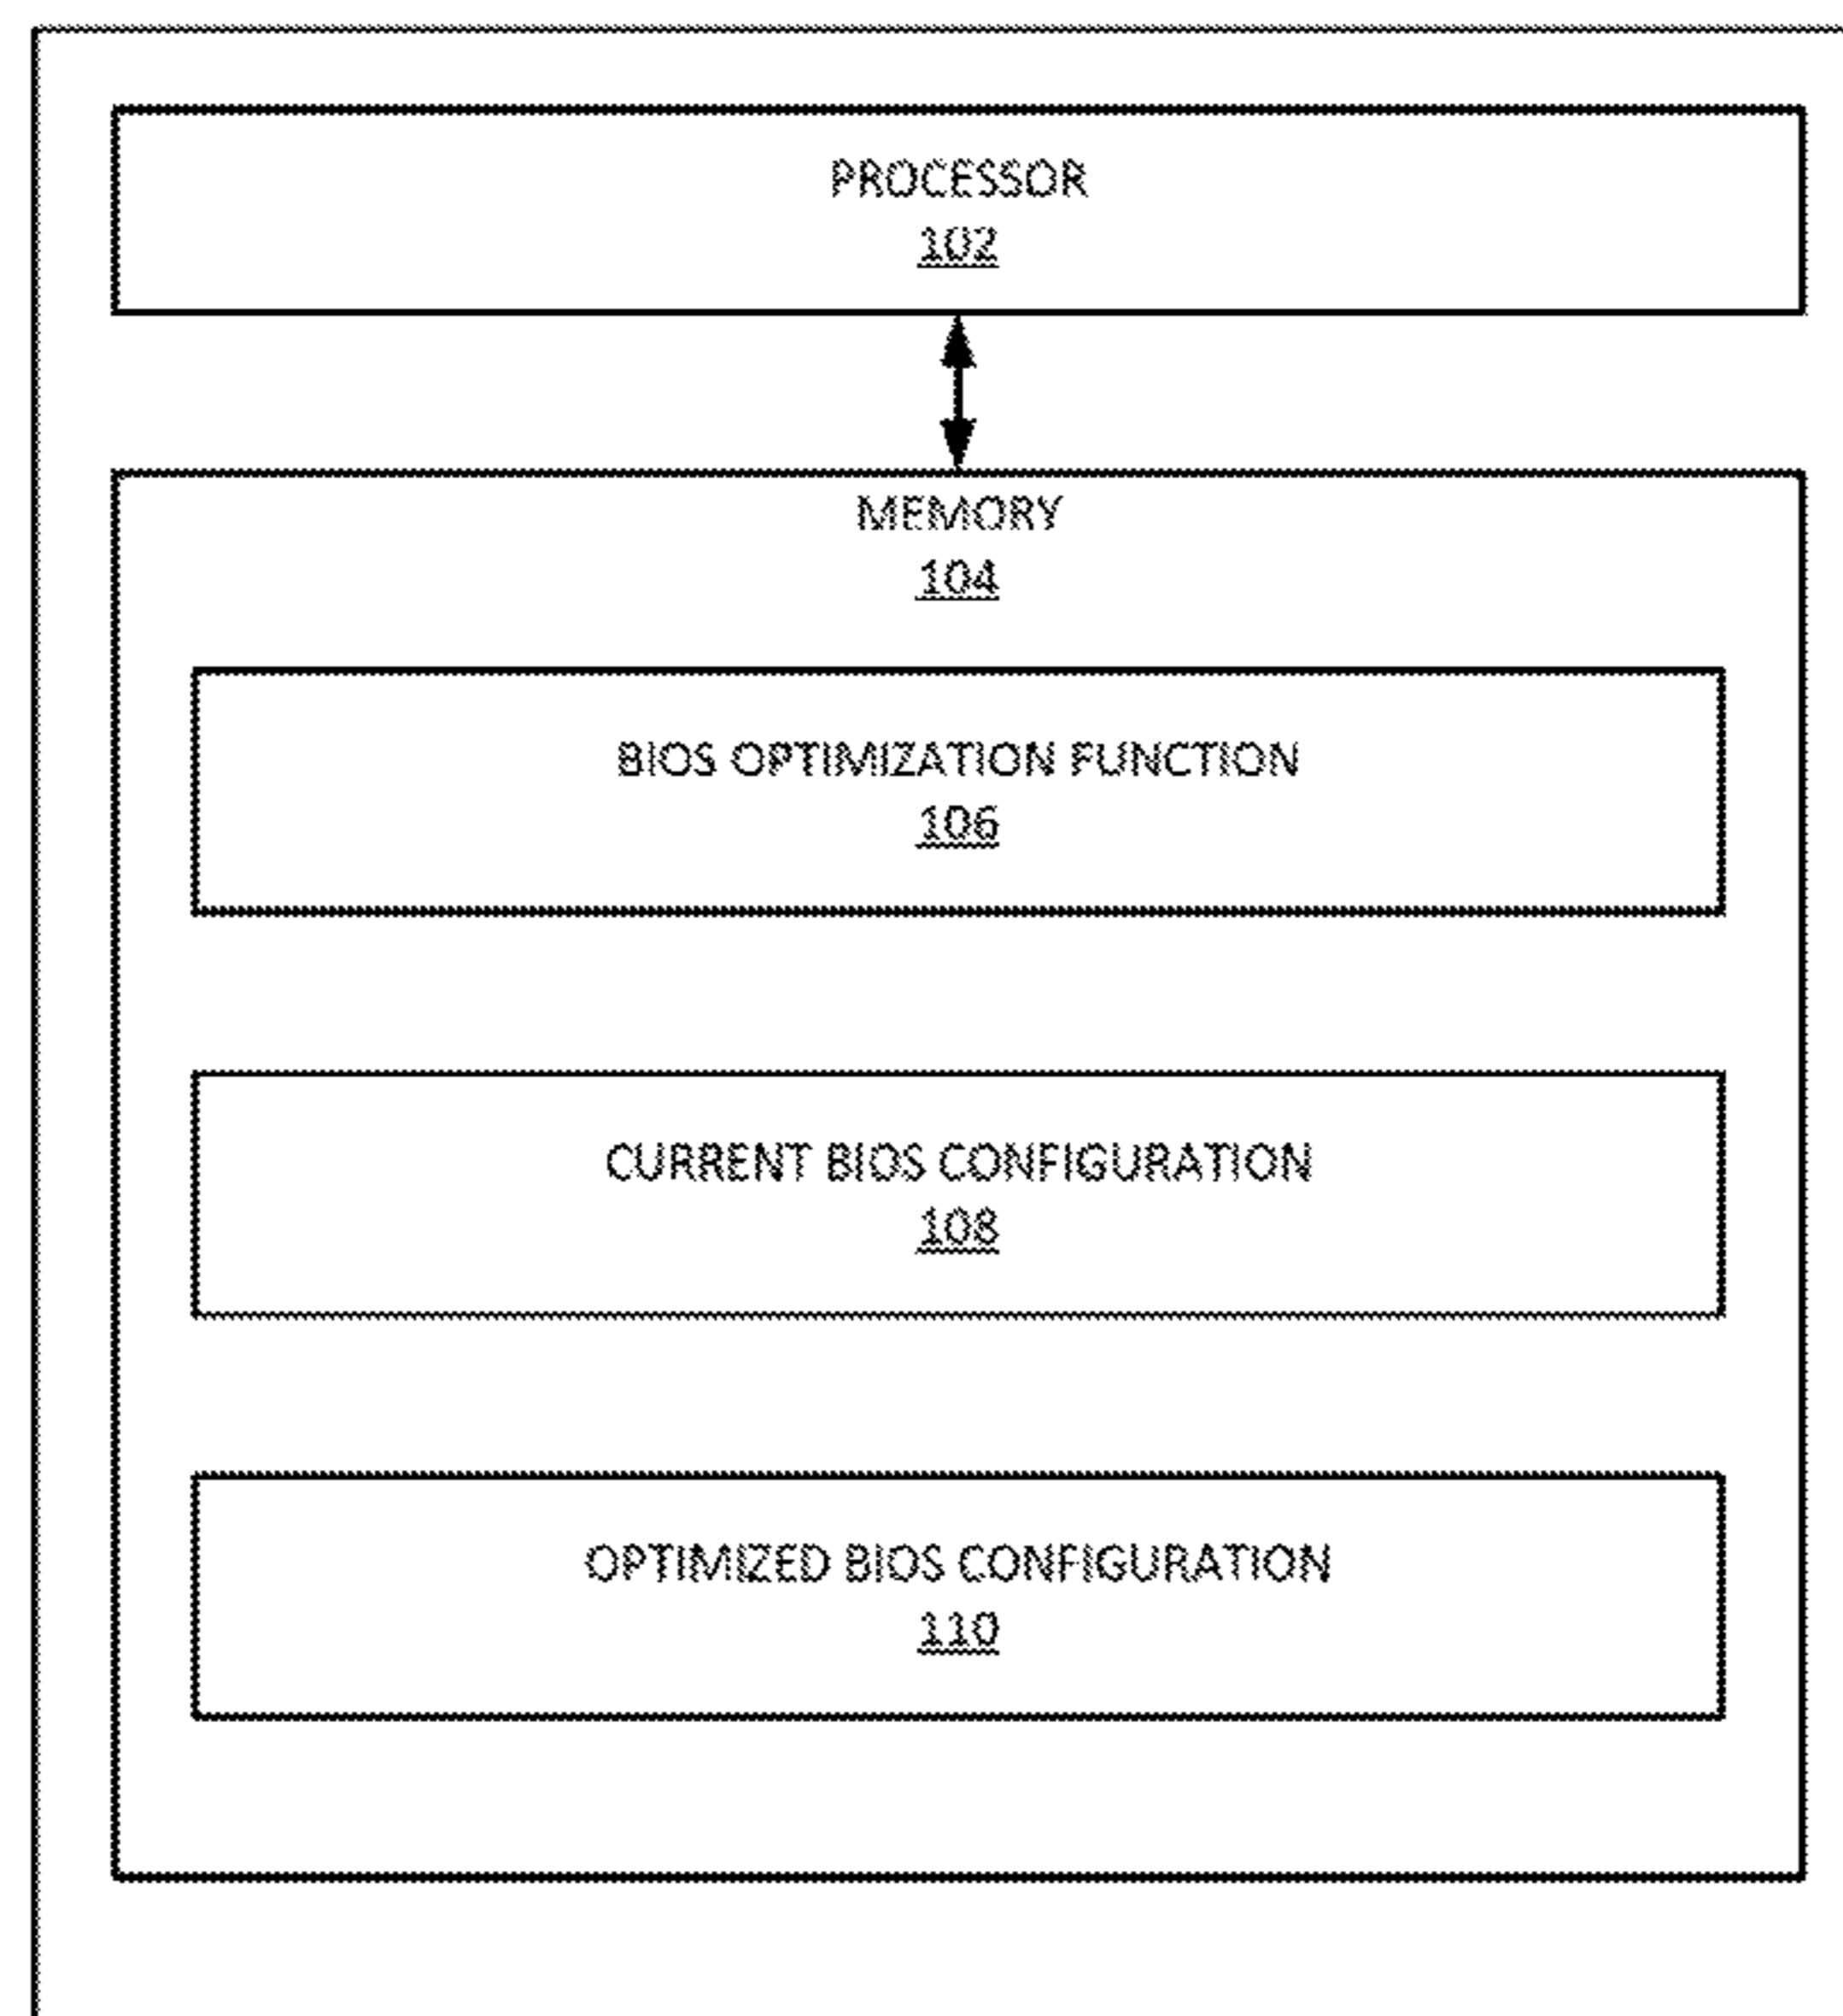 PROCESSOR
102
MEMORY
104
BIOS OPTIMIZATION FUNCTION
106
CURRENT BIOS CONFIGURATION
108
OPTIMIZED BIOS CONFIGURATION
110